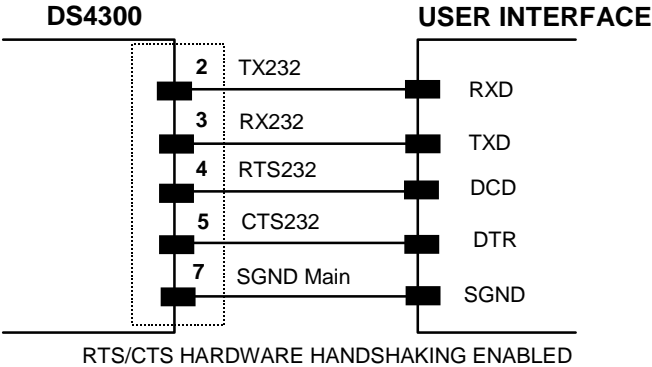 DS4300 USER INTERFACE
2 TX232 RXD
3 RX232 TXD
4 RTS232 DCD
5 CTS232 DTR
7 SGND Main SGND
RTS/CTS HARDWARE HANDSHAKING ENABLED